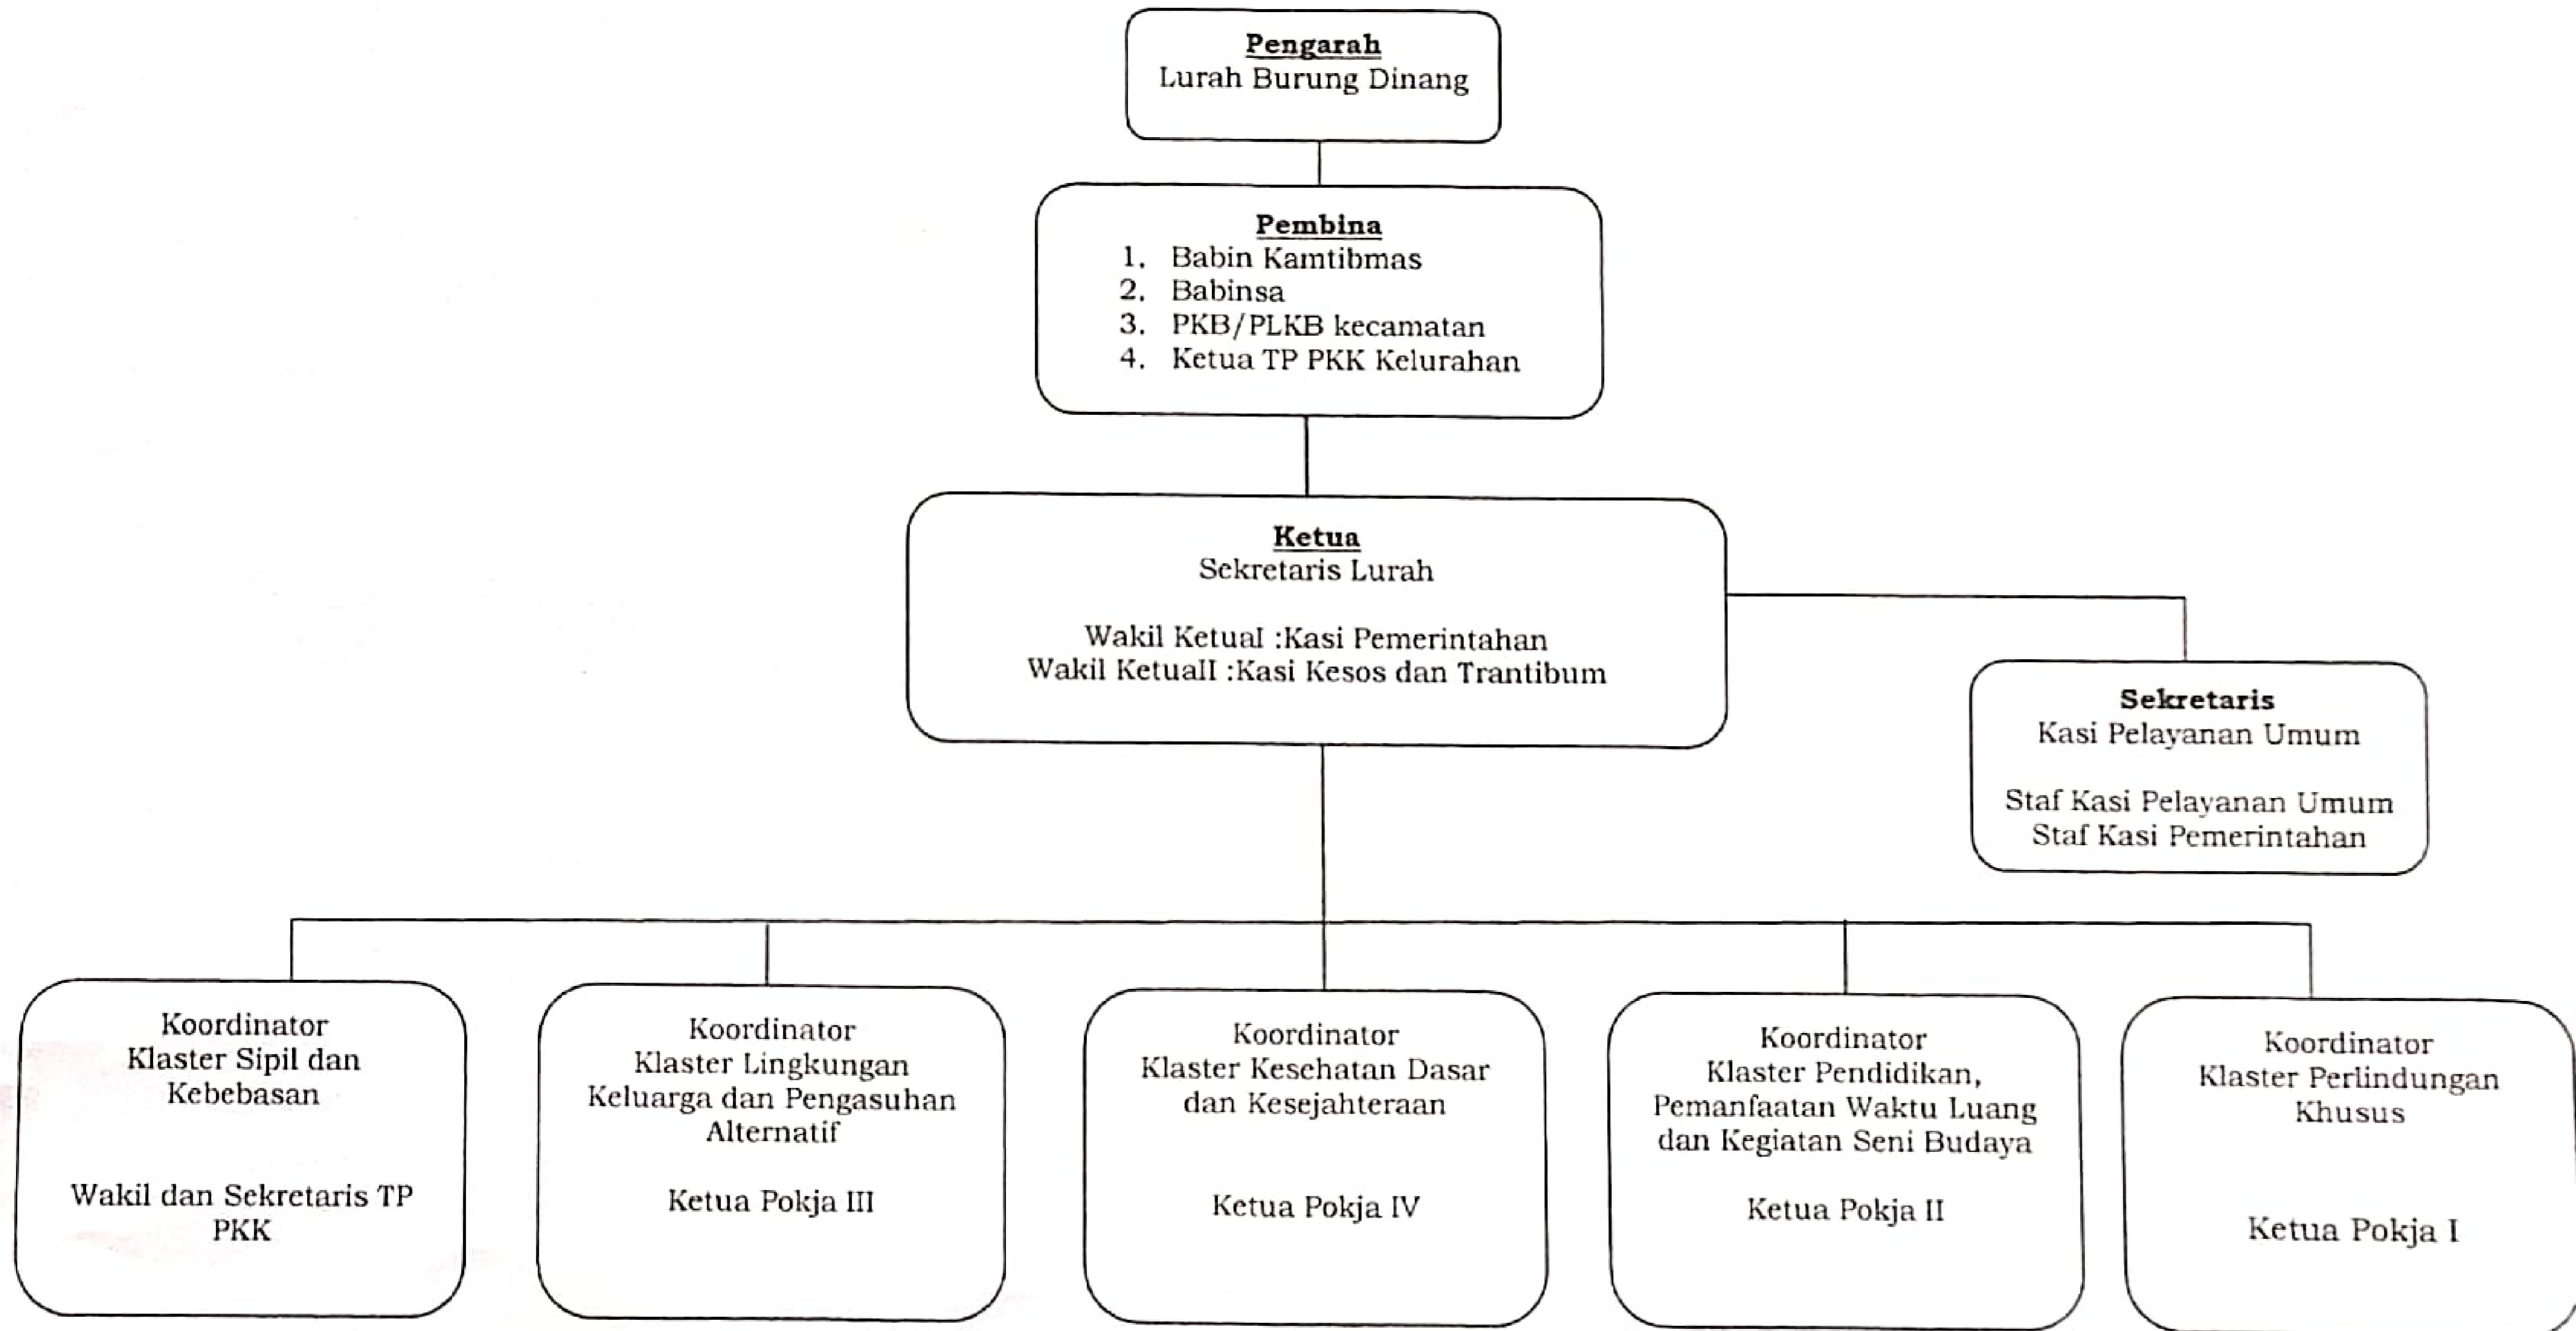 Pengarah
Lurah Burung Dinang
Pembina
1. Babin Kamtibmas
2. Babinsa
3. PKB/PLKB kecamatan
4. Ketua TP PKK Kelurahan
Ketua
Sekretaris Lurah
Wakil KetuaI :Kasi Pemerintahan
Wakil KetuaII :Kasi Kesos dan Trantibum
Sekretaris
Kasi Pelayanan Umum
Staf Kasi Pelayanan Umum
Staf Kasi Pemerintahan
Koordinator
Klaster Sipil dan
Kebebasan
Wakil dan Sekretaris TP
PKK
Koordinator
Klaster Lingkungan
Keluarga dan Pengasuhan
Alternatif
Ketua Pokja III
Koordinator
Klaster Kesehatan Dasar
dan Kesejahteraan
Ketua Pokja IV
Koordinator
Klaster Pendidikan,
Pemanfaatan Waktu Luang
dan Kegiatan Seni Budaya
Ketua Pokja II
Koordinator
Klaster Perlindungan
Khusus
Ketua Pokja I